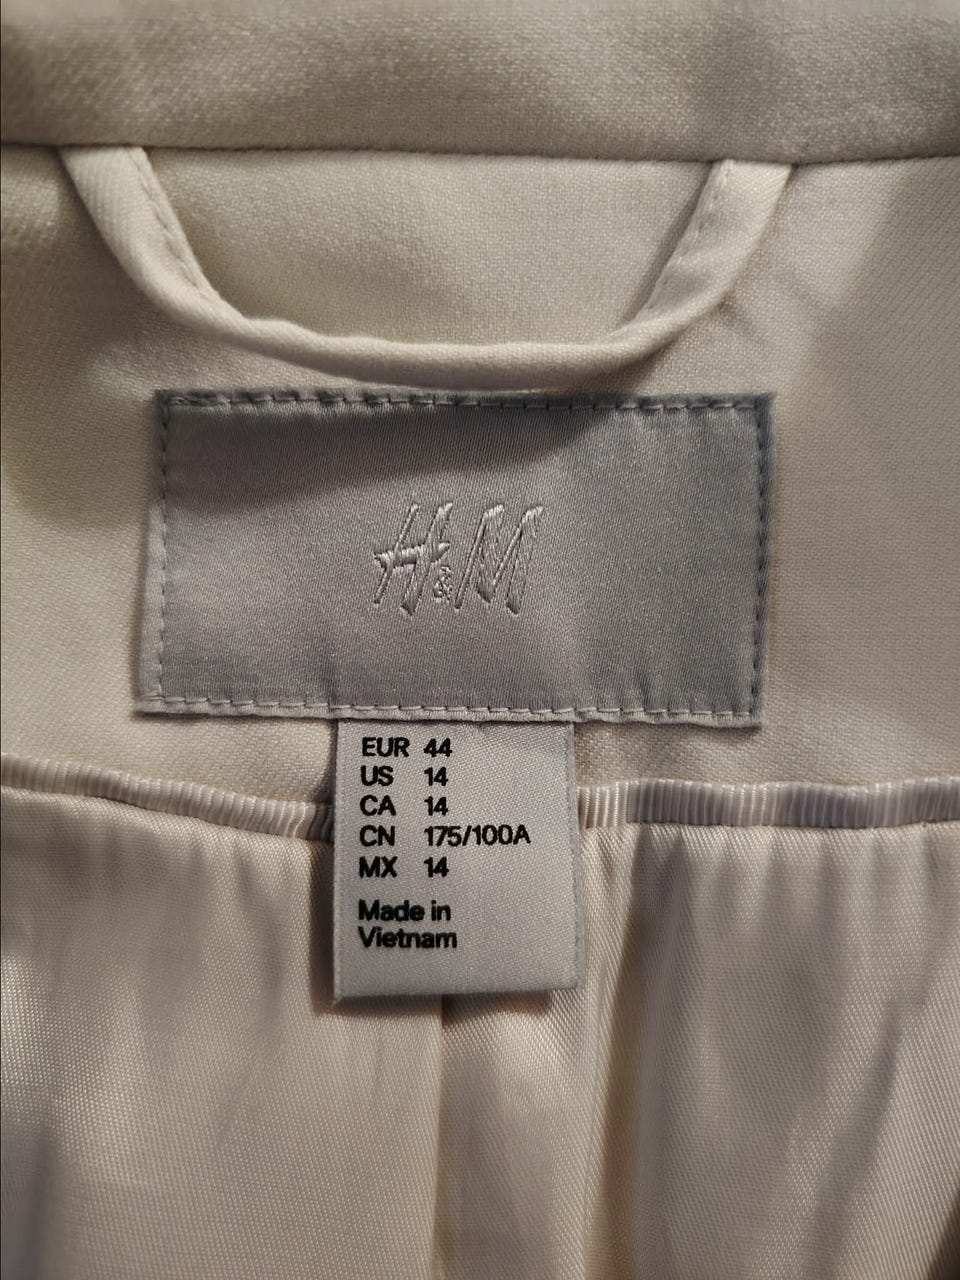 H&M
EUR 44
US 14
CA 14
CN 175/100A
MX 14
Made in
Vietnam